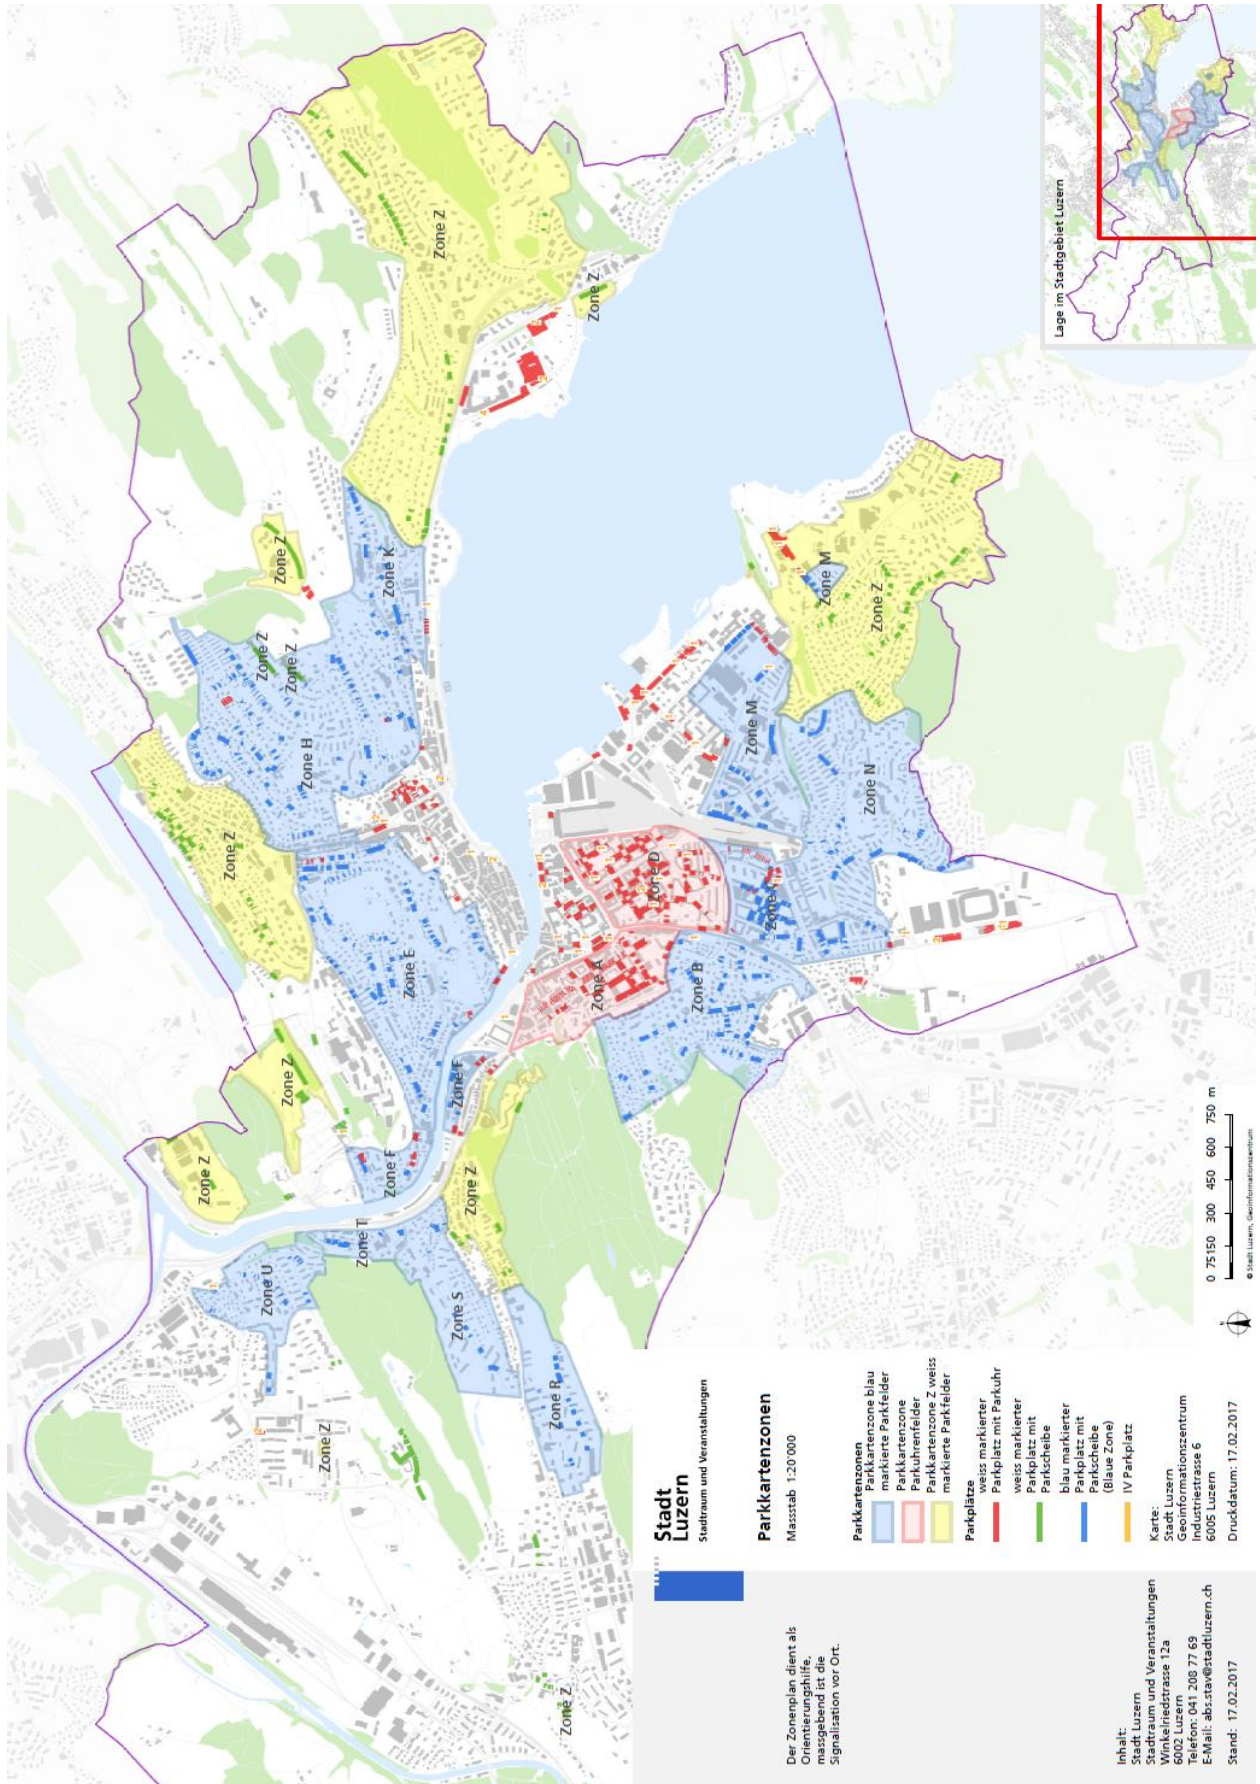 Stadt
Luzern
Stadtraum und Veranstaltungen
Parkkartenzonen
Massstab 1:20'000
Parkkartenzonen
Parkkartenzone blau
markierte Parkfelder
Parkkartenzone
Parkuhrenfelder
Parkkartenzone Z weiss
markierte Parkfelder
Parkplätze
weiss markierter
Parkplatz mit Parkuhr
weiss markierter
Parkplatz mit
Parkscheibe
blau markierter
Parkplatz mit
Parkscheibe
(Blaue Zone)
IV Parkplatz
Karte:
Stadt Luzern
Geoinformationszentrum
Industriestrasse 6
6005 Luzern
Druckdatum: 17.02.2017
Der Zonenplan dient als
Orientierungshilfe,
massgebend ist die
Signalisation vor Ort.
Inhalt:
Stadt Luzern
Stadtraum und Veranstaltungen
Winkelriedstrasse 12a
6002 Luzern
Telefon: 041 208 77 69
E-Mail: abs.stav@stadtluzern.ch
Stand: 17.02.2017
N
0 75 150 300 450 600 750 m
© Stadt Luzern, Geoinformationszentrum
Lage im Stadtgebiet Luzern
Zone Z
Zone Z
Zone Z
Zone Z
Zone Z
Zone K
Zone H
Zone Z
Zone E
Zone Z
Zone Z
Zone F
Zone F
Zone T
Zone U
Zone Z
Zone S
Zone R
Zone Z
Zone Z
Zone A
Zone D
Zone B
Zone
Zone M
Zone M
Zone N
Zone Z